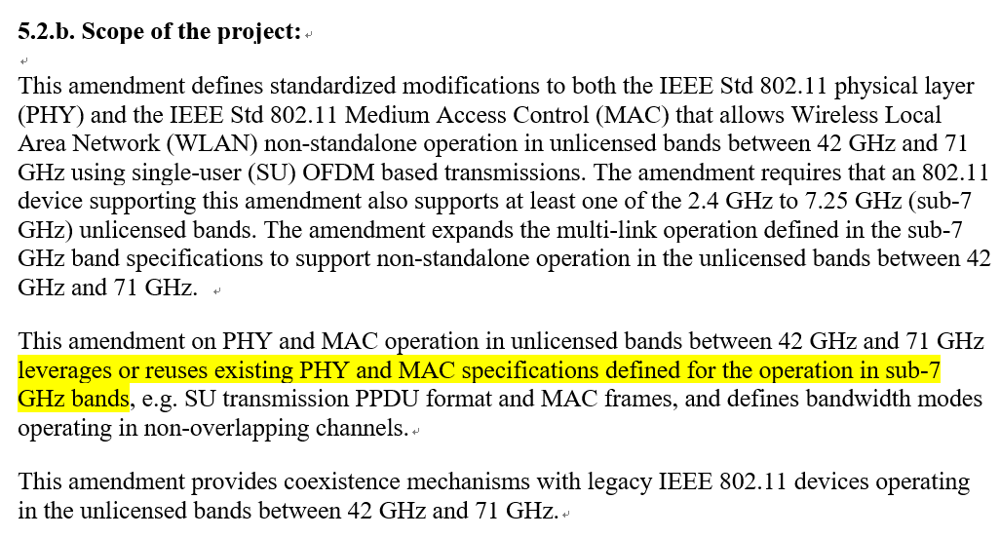 5.2.b. Scope of the project:
This amendment defines standardized modifications to both the IEEE Std 802.11 physical layer
(PHY) and the IEEE Std 802.11 Medium Access Control (MAC) that allows Wireless Local
Area Network (WLAN) non-standalone operation in unlicensed bands between 42 GHz and 71
GHz using single-user (SU) OFDM based transmissions. The amendment requires that an 802.11
device supporting this amendment also supports at least one of the 2.4 GHz to 7.25 GHz (sub-7
GHz) unlicensed bands. The amendment expands the multi-link operation defined in the sub-7
GHz band specifications to support non-standalone operation in the unlicensed bands between 42
GHz and 71 GHz.
This amendment on PHY and MAC operation in unlicensed bands between 42 GHz and 71 GHz
leverages or reuses existing PHY and MAC specifications defined for the operation in sub-7
GHz bands, e.g. SU transmission PPDU format and MAC frames, and defines bandwidth modes
operating in non-overlapping channels.
This amendment provides coexistence mechanisms with legacy IEEE 802.11 devices operating
in the unlicensed bands between 42 GHz and 71 GHz.